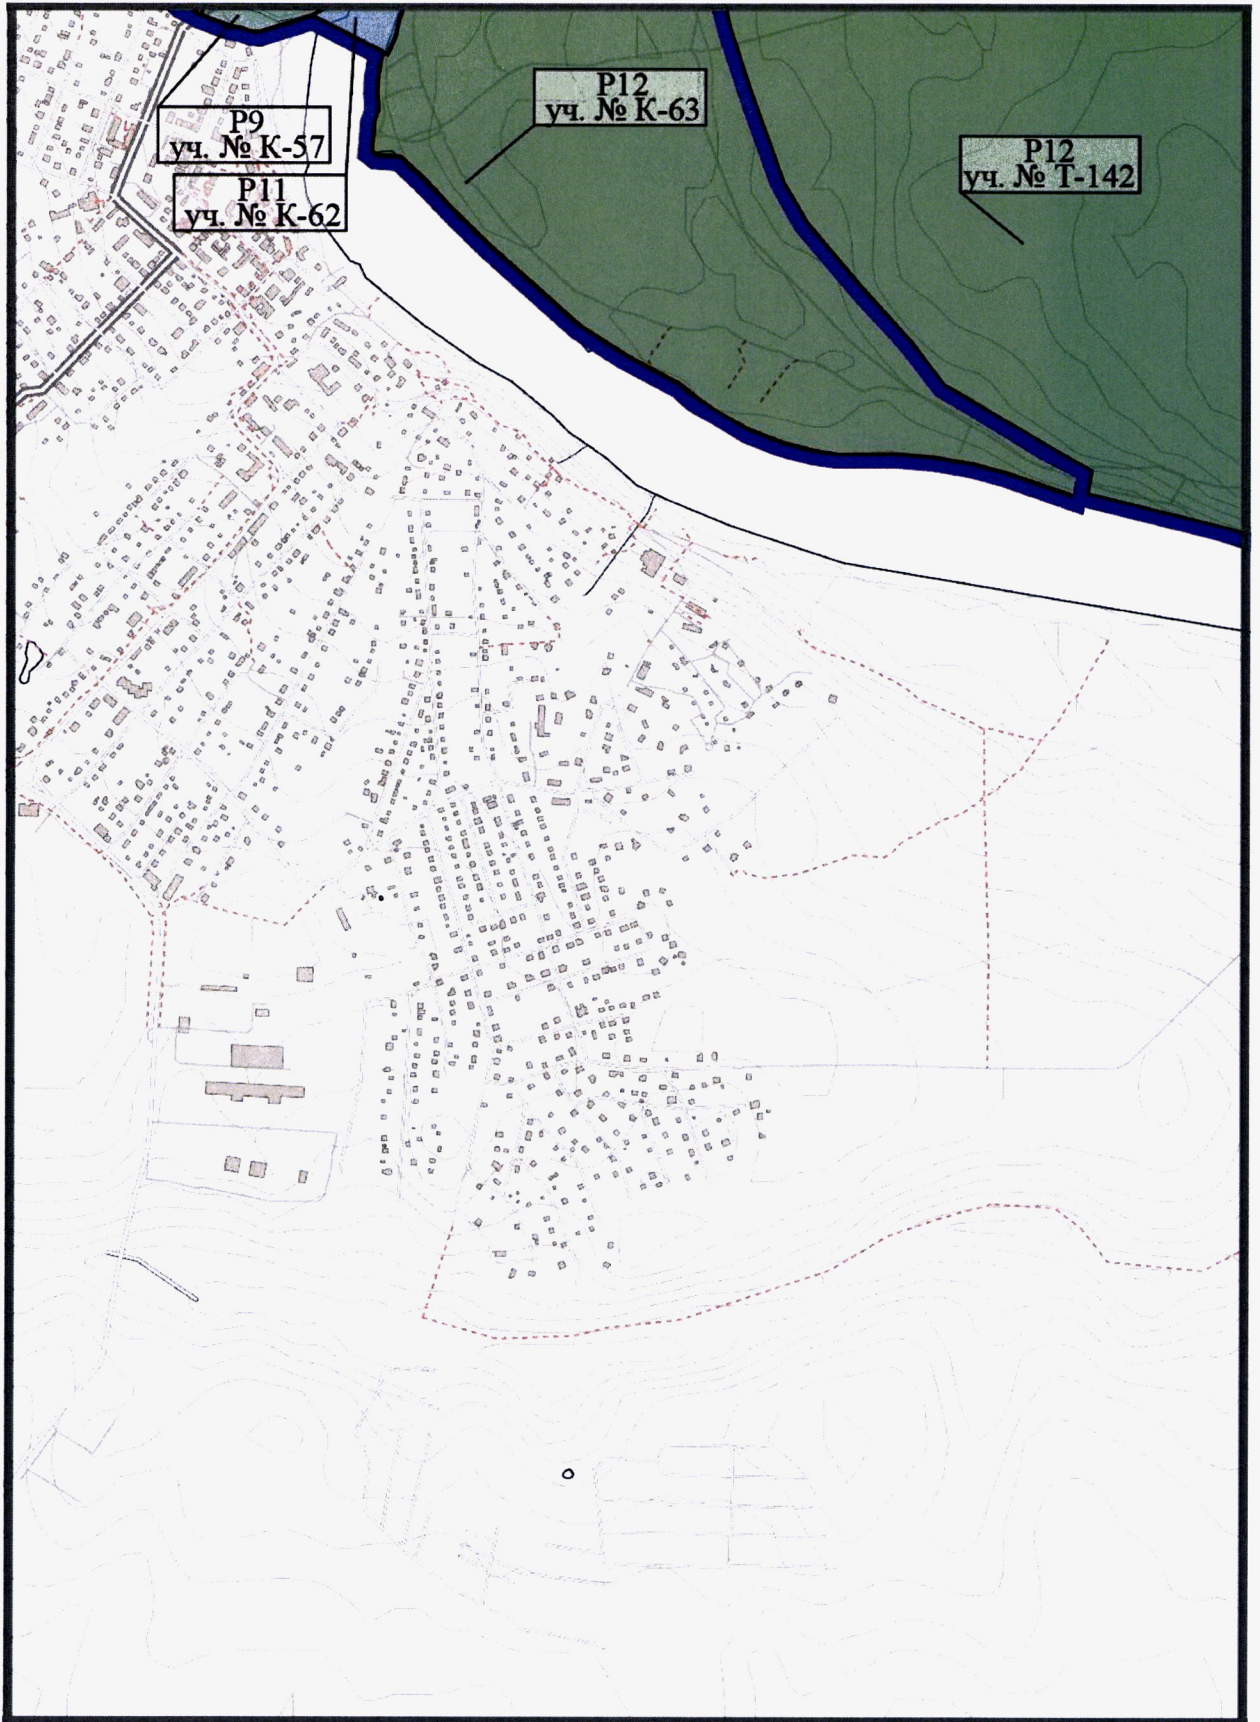 Р12
уч. № К-63
Р9
уч. № К-57
Р12
уч. № Т-142
Р11
уч. № К-62